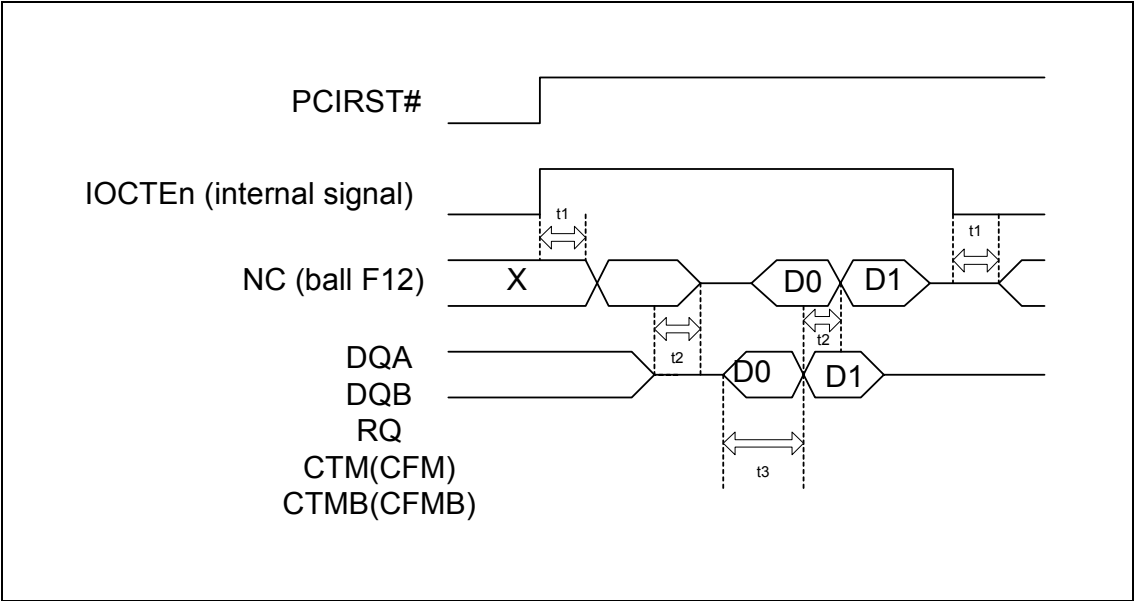 PCIRST#
IOCTEn (internal signal)
t1
t1
NC (ball F12)
X
D0
D1
t2
t2
DQA
D0
D1
DQB
RQ
t3
CTM(CFM)
CTMB(CFMB)